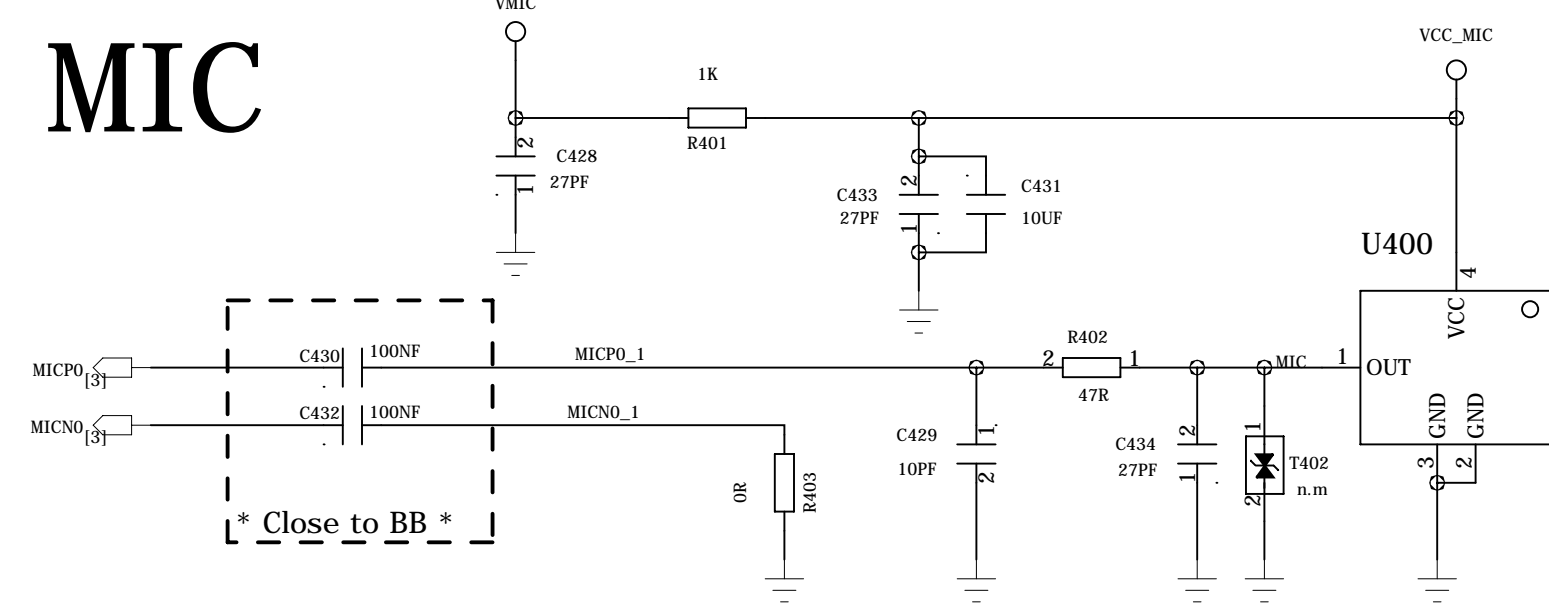 MIC
VMIC
VCC_MIC
1K
R401
2
C428
27PF
1
2
C433
27PF
1
C431
10UF
U400
4
VCC
MICP0
[3]
C430
100NF
MICP0_1
2
R402
1
47R
MIC
1
OUT
MICN0
[3]
C432
100NF
MICN0_1
0R
R403
C429
10PF
1
2
C434
27PF
2
1
1
T402
n.m
2
GND
GND
3
2
* Close to BB *